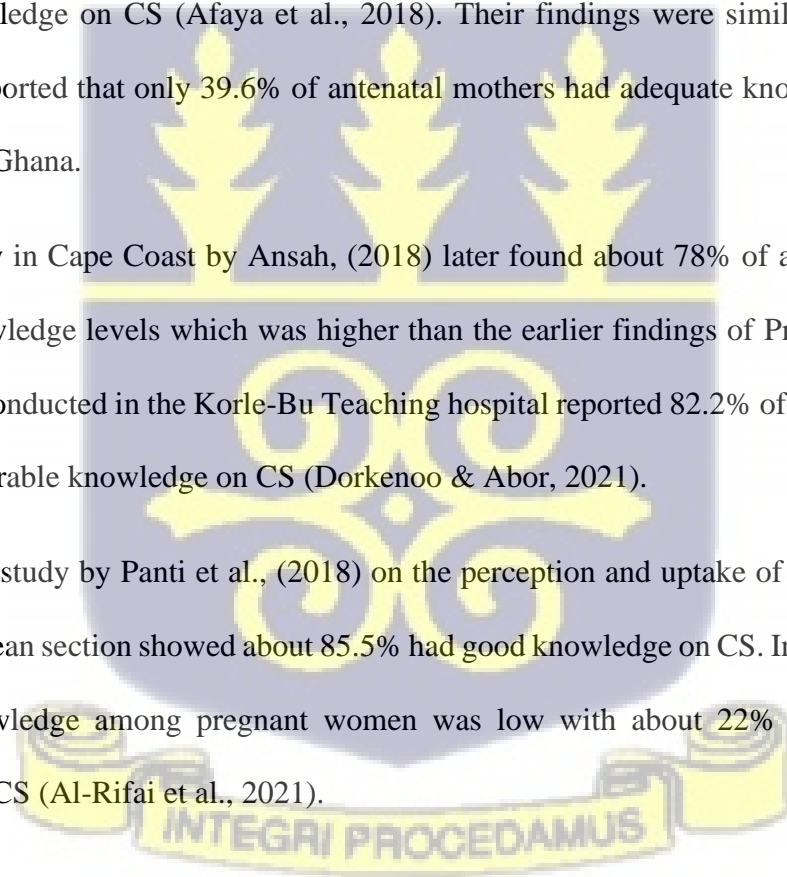 ledge on CS (Afaya et al., 2018). Their findings were simil
orted that only 39.6% of antenatal mothers had adequate kno
Ghana.
in Cape Coast by Ansah, (2018) later found about 78% of a
ledge levels which was higher than the earlier findings of Pr
onducted in the Korle-Bu Teaching hospital reported 82.2% of
rable knowledge on CS (Dorkenoo & Abor, 2021).
study by Panti et al., (2018) on the perception and uptake of
ean section showed about 85.5% had good knowledge on CS. In
wledge among pregnant women was low with about 22%
CS (Al-Rifai et al., 2021).
INTEGRI PROCEDAMUS